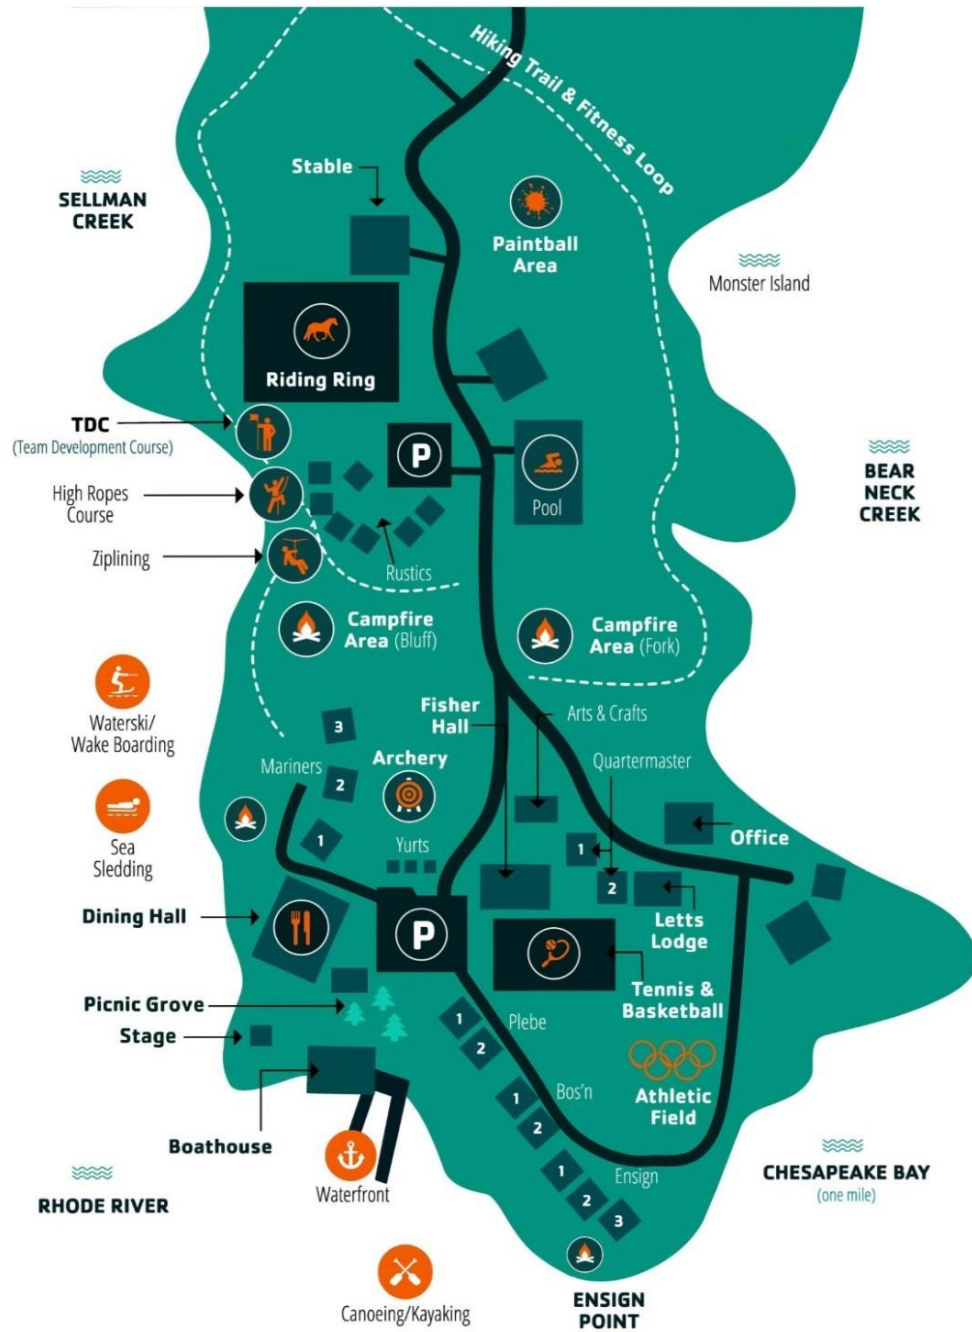 Hiking Trail & Fitness Loop
Stable
SELLMAN
CREEK
Paintball
Area
Monster Island
Riding Ring
TDC
(Team Development Course)
P
High Ropes
Course
Pool
BEAR
NECK
CREEK
Ziplining
Rustics
Campfire
Area (Bluff)
Campfire
Area (Fork)
Waterski/
Wake Boarding
Fisher
Hall
Arts & Crafts
3
Mariners
Archery
Quartermaster
2
Sea
Sledding
1
Yurts
Office
1
2
Dining Hall
P
Letts
Lodge
Tennis &
Basketball
Picnic Grove
Stage
1
Plebe
2
Bos'n
1
2
Athletic
Field
Boathouse
Waterfront
1
Ensign
2
3
RHODE RIVER
CHESAPEAKE BAY
(one mile)
Canoeing/Kayaking
ENSIGN
POINT